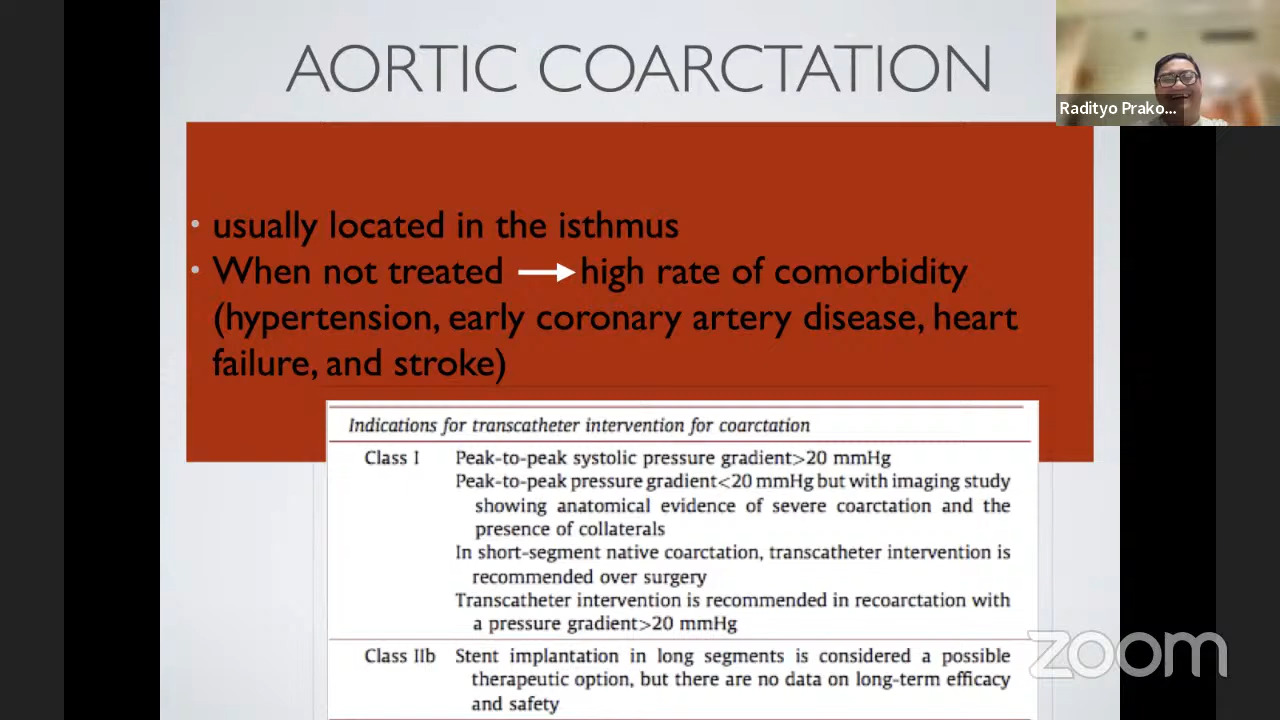 AORTIC COARCTATION
Radityo Prako...
• usually located in the isthmus
• When not treated → high rate of comorbidity
(hypertension, early coronary artery disease, heart
failure, and stroke)
Indications for transcatheter intervention for coarctation
Class I Peak-to-peak systolic pressure gradient>20 mmHg
Peak-to-peak pressure gradient<20 mmHg but with imaging study
showing anatomical evidence of severe coarctation and the
presence of collaterals
In short-segment native coarctation, transcatheter intervention is
recommended over surgery
Transcatheter intervention is recommended in recoarctation with
a pressure gradient>20 mmHg
Class IIb Stent implantation in long segments is considered a possible
therapeutic option, but there are no data on long-term efficacy
and safety
zoom